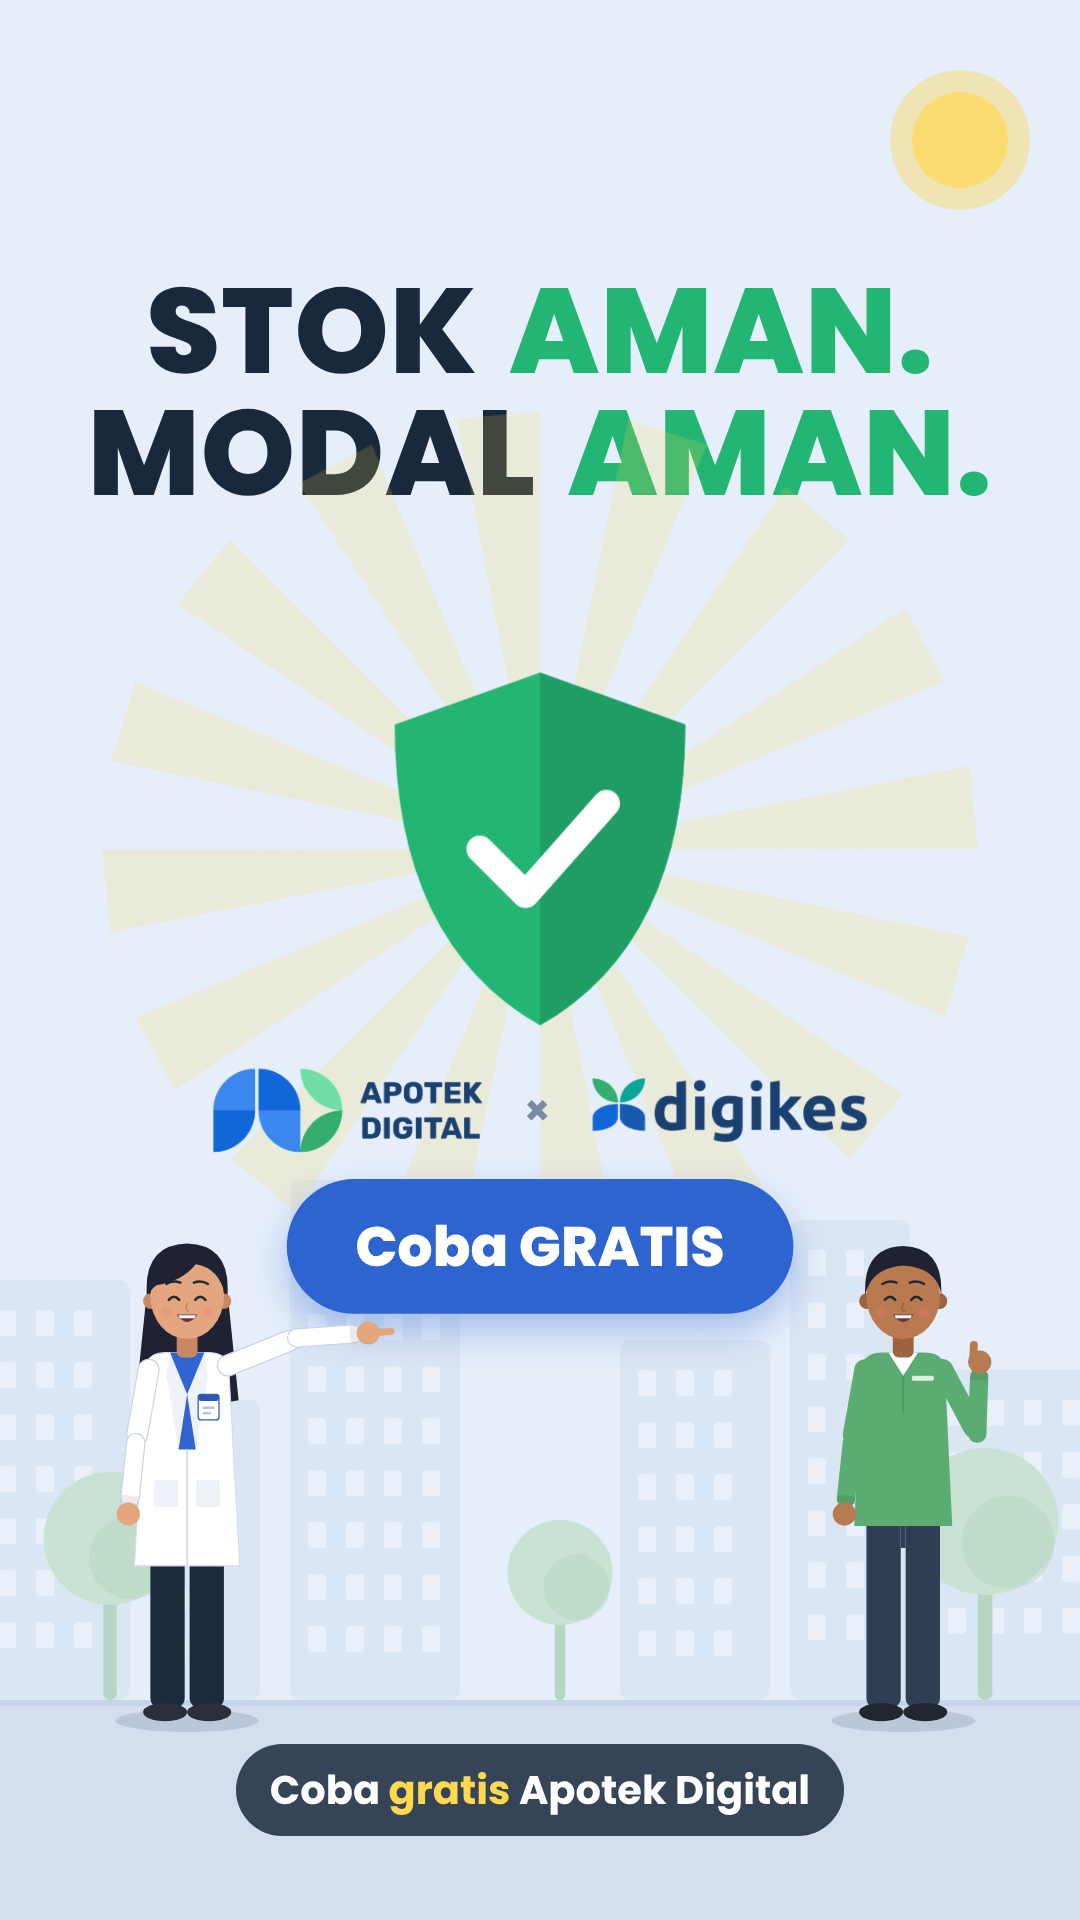 STOK AMAN.
MODAL AMAN.
APOTEK
DIGITAL
×
digikes
Coba GRATIS
Coba gratis Apotek Digital